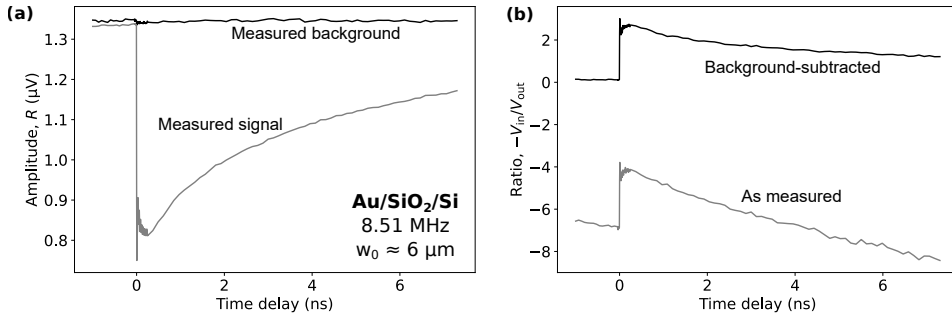 (a)
Measured background
Measured signal
Au/SiO₂/Si
8.51 MHz
w₀ ≈ 6 μm
Amplitude, R (μV)
1.3
1.2
1.1
1.0
0.9
0.8
0 2 4 6
Time delay (ns)
(b)
Background-subtracted
As measured
Ratio, −Vᵢₙ/Vₒᵤₜ
2
0
−2
−4
−6
−8
0 2 4 6
Time delay (ns)